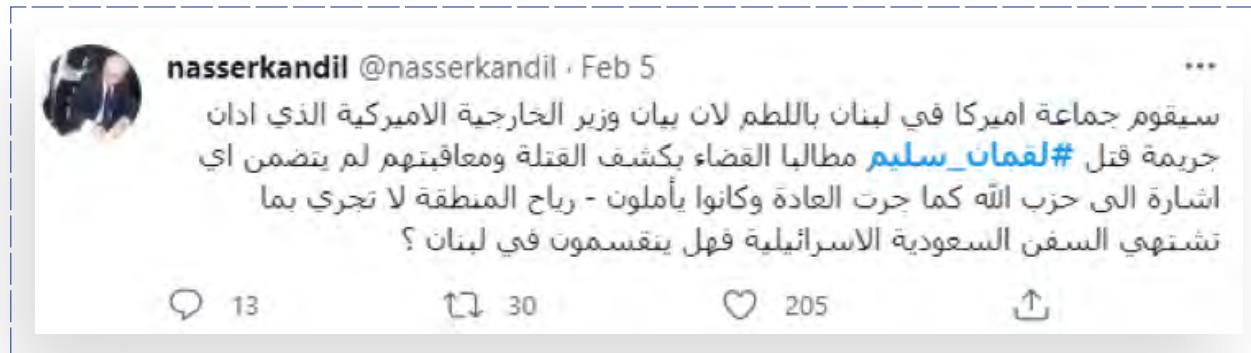 nasserkandil @nasserkandil · Feb 5
سيقوم جماعة اميركا في لبنان باللطم لان بيان وزير الخارجية الاميركية الذي ادان
جريمة قتل #لقمان_سليم مطالبا القضاء بكشف القتلة ومعاقبتهم لم يتضمن اي
اشارة الى حزب الله كما جرت العادة وكانوا يأملون - رياح المنطقة لا تجري بما
تشتهي السفن السعودية الاسرائيلية فهل ينقسمون في لبنان ؟
13 30 205